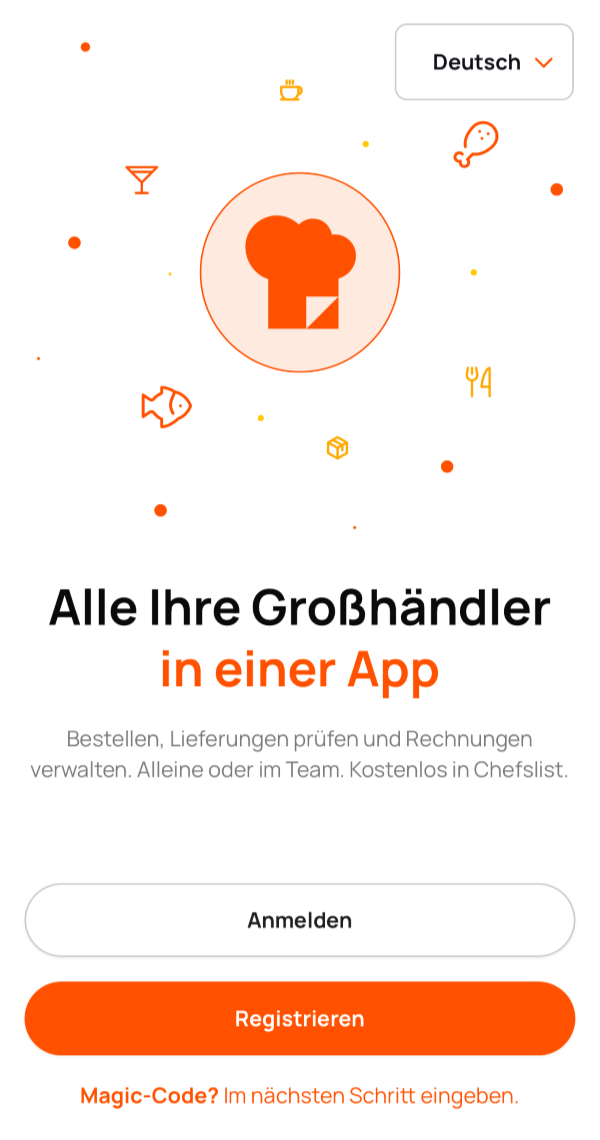 Deutsch
Alle Ihre Großhändler
in einer App
Bestellen, Lieferungen prüfen und Rechnungen
verwalten. Alleine oder im Team. Kostenlos in Chefslist.
Anmelden
Registrieren
Magic-Code? Im nächsten Schritt eingeben.